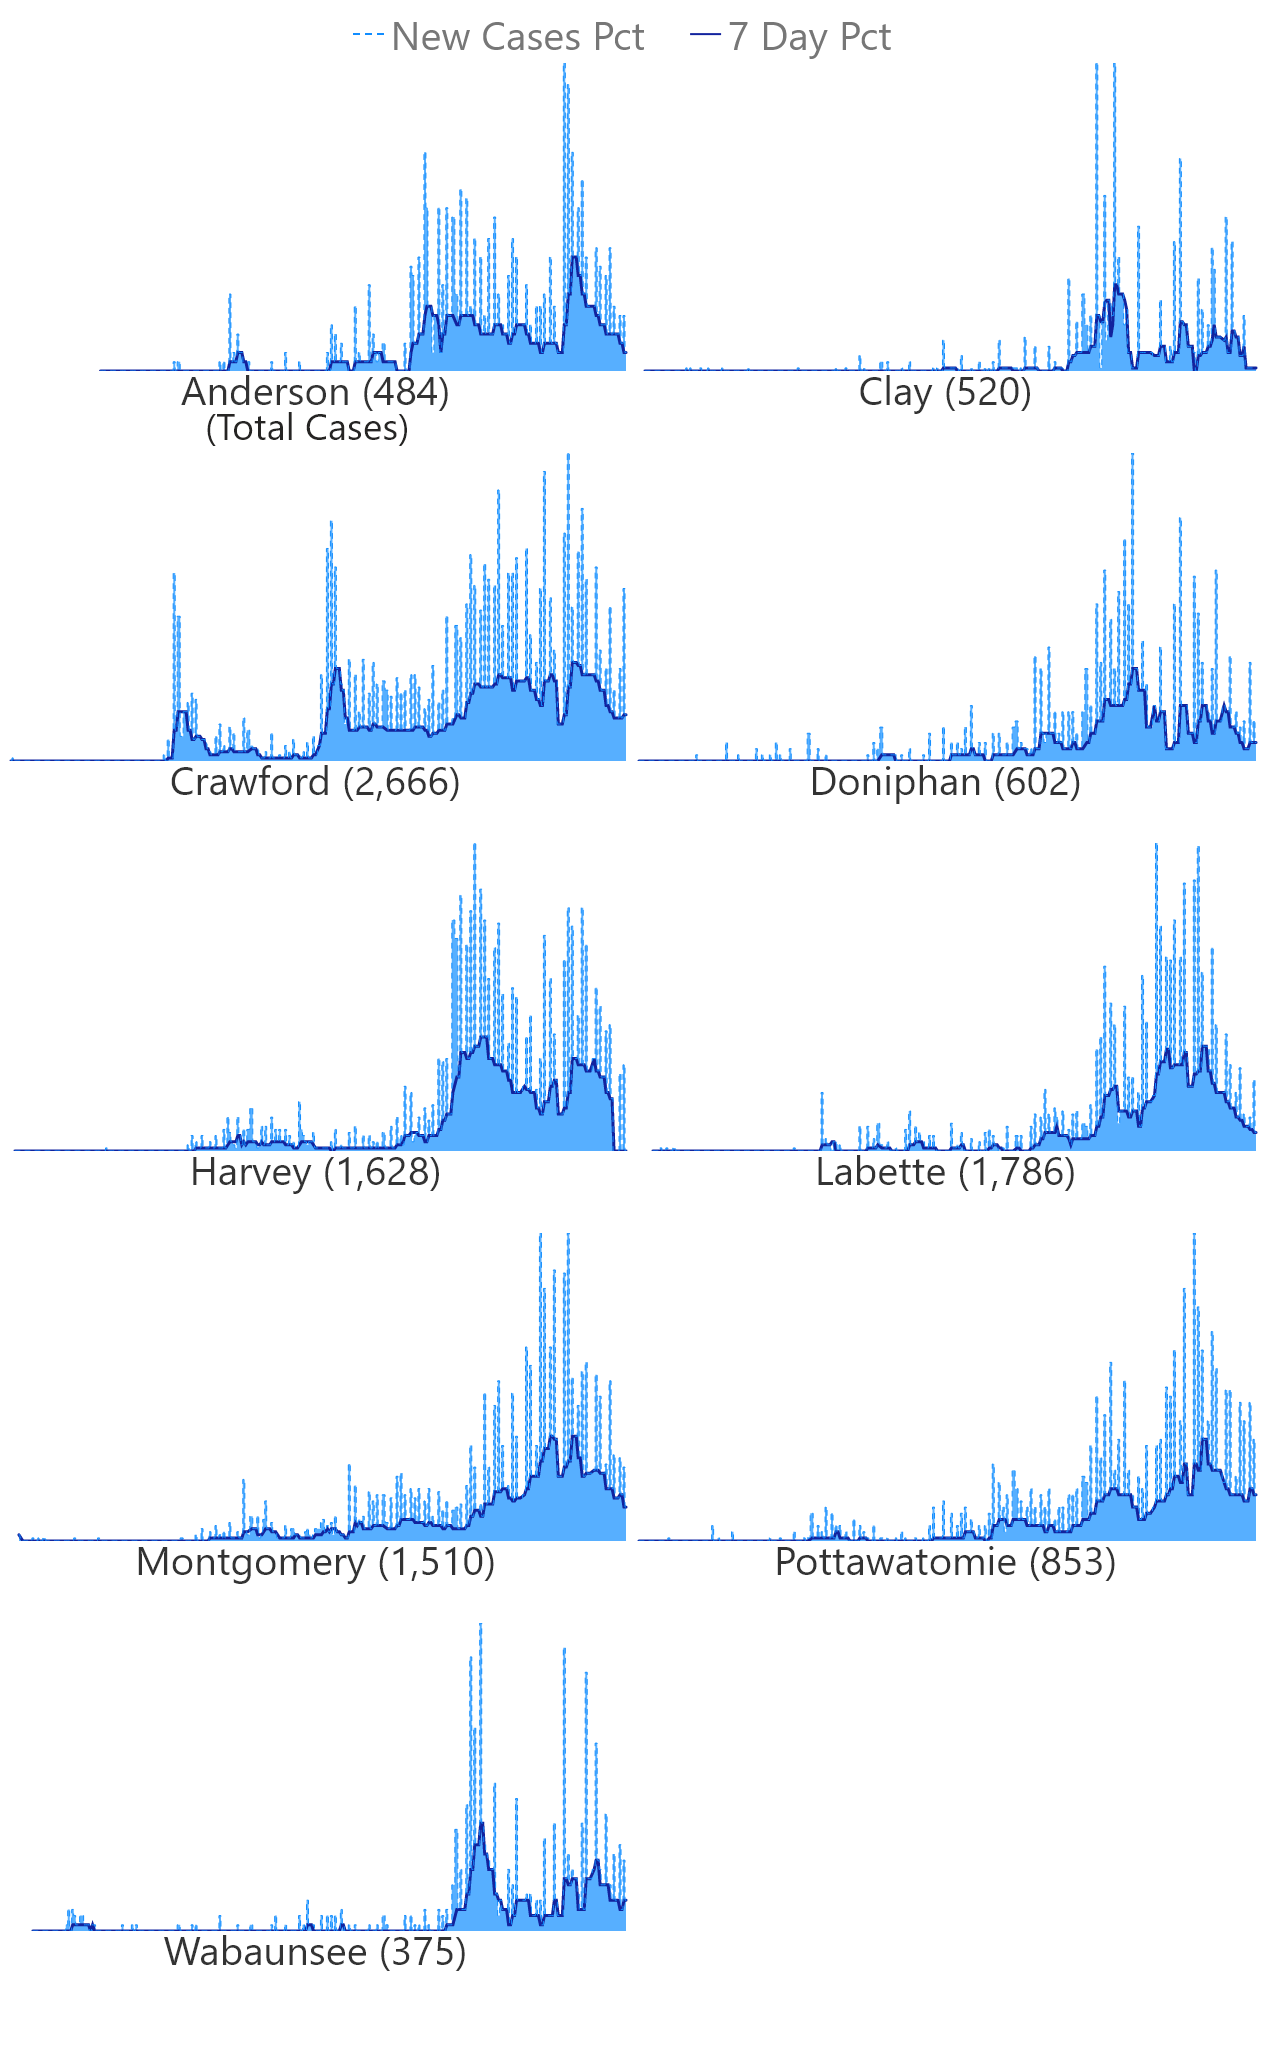 New Cases Pct 7 Day Pct
Anderson (484) Clay (520)
(Total Cases)
Crawford (2,666) Doniphan (602)
Harvey (1,628) Labette (1,786)
Montgomery (1,510) Pottawatomie (853)
Wabaunsee (375)